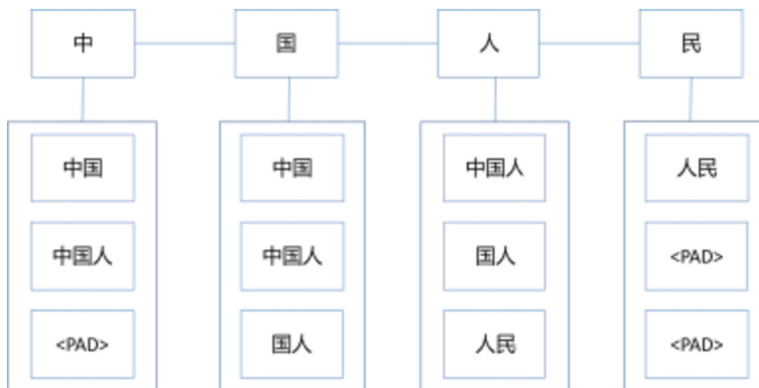 中 国 人 民
中国 中国 中国人 人民
中国人 中国人 国人 <PAD>
<PAD> 国人 人民 <PAD>